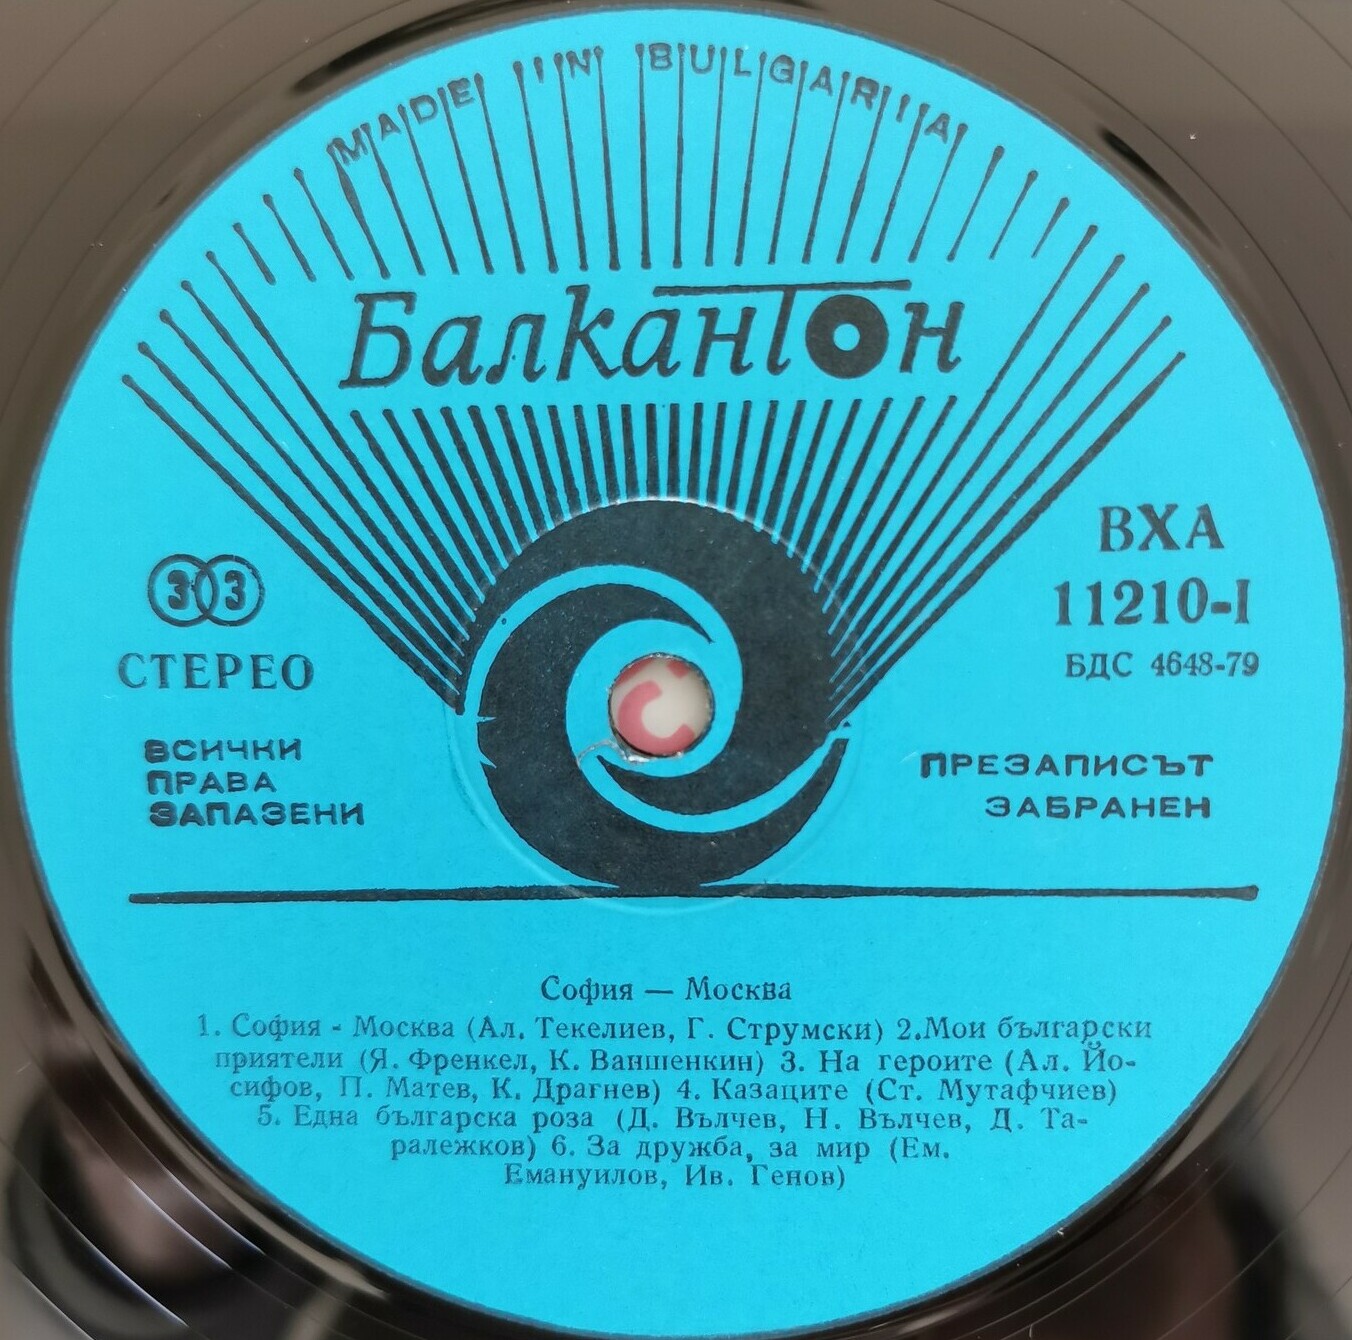 MADE IN BULGARIA
Балкантон
ВХА
11210-I
БДС 4648-79
33
СТЕРЕО
ВСИЧКИ
ПРАВА
ЗАПАЗЕНИ
ПРЕЗАПИСЪТ
ЗАБРАНЕН
София — Москва
1. София - Москва (Ал. Текелиев, Г. Струмски) 2.Мои български
приятели (Я. Френкел, К. Ваншенкин) 3. На героите (Ал. Йо-
сифов, П. Матев, К. Драгнев) 4. Казаците (Ст. Мутафчиев)
5. Една българска роза (Д. Вълчев, Н. Вълчев, Д. Та-
ралежков) 6. За дружба, за мир (Ем.
Емануилов, Ив. Генов)